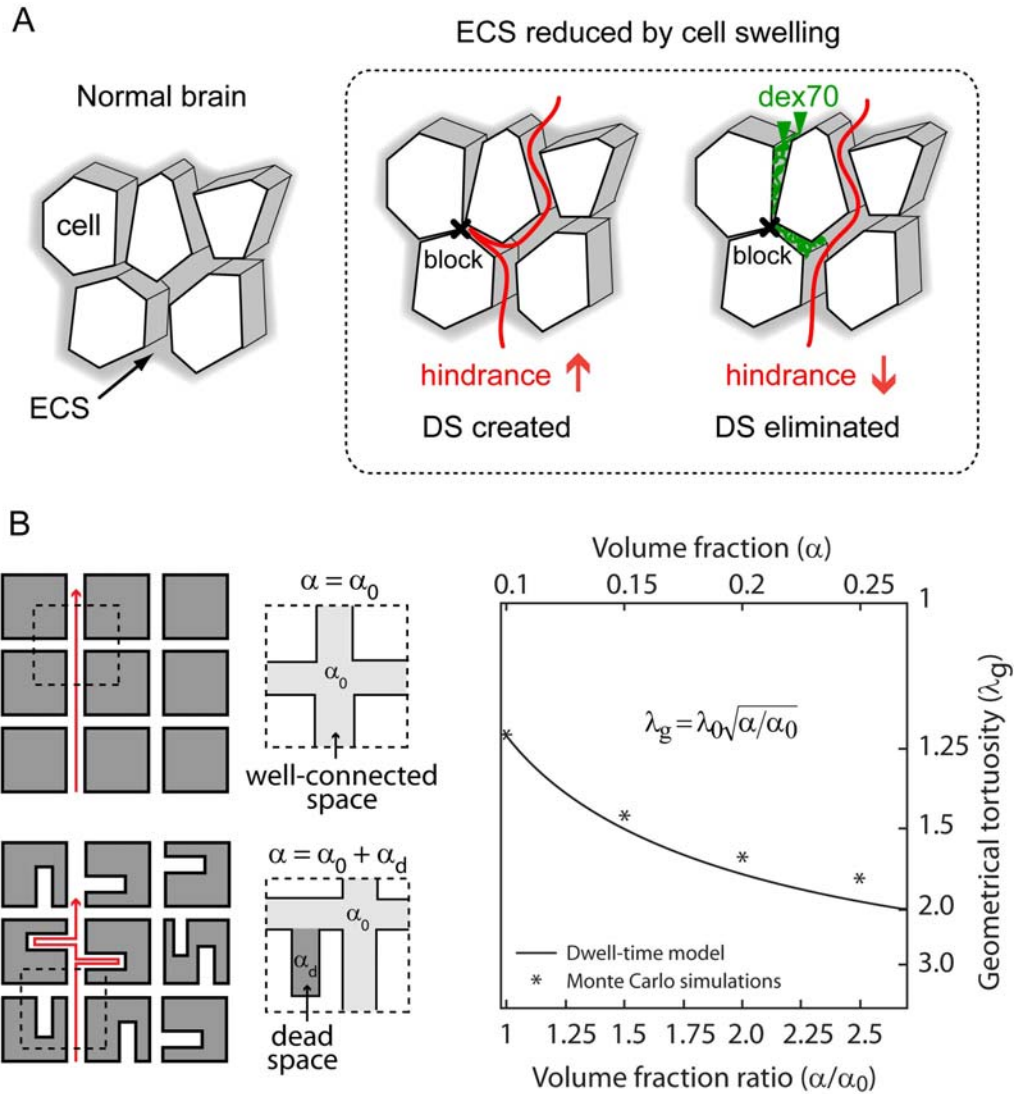 A
ECS reduced by cell swelling
Normal brain
dex70
cell
block
block
ECS
hindrance ↑
hindrance ↓
DS created
DS eliminated
B
α = α₀
α₀
well-connected
space
α = α₀ + α_d
α₀
α_d
dead
space
Volume fraction (α)
0.1 0.15 0.2 0.25
1
1.25
1.5
2.0
3.0
Geometrical tortuosity (λg)
λg = λ₀√α/α₀
* * * *
— Dwell-time model
* Monte Carlo simulations
1 1.25 1.5 1.75 2.0 2.25 2.5
Volume fraction ratio (α/α₀)